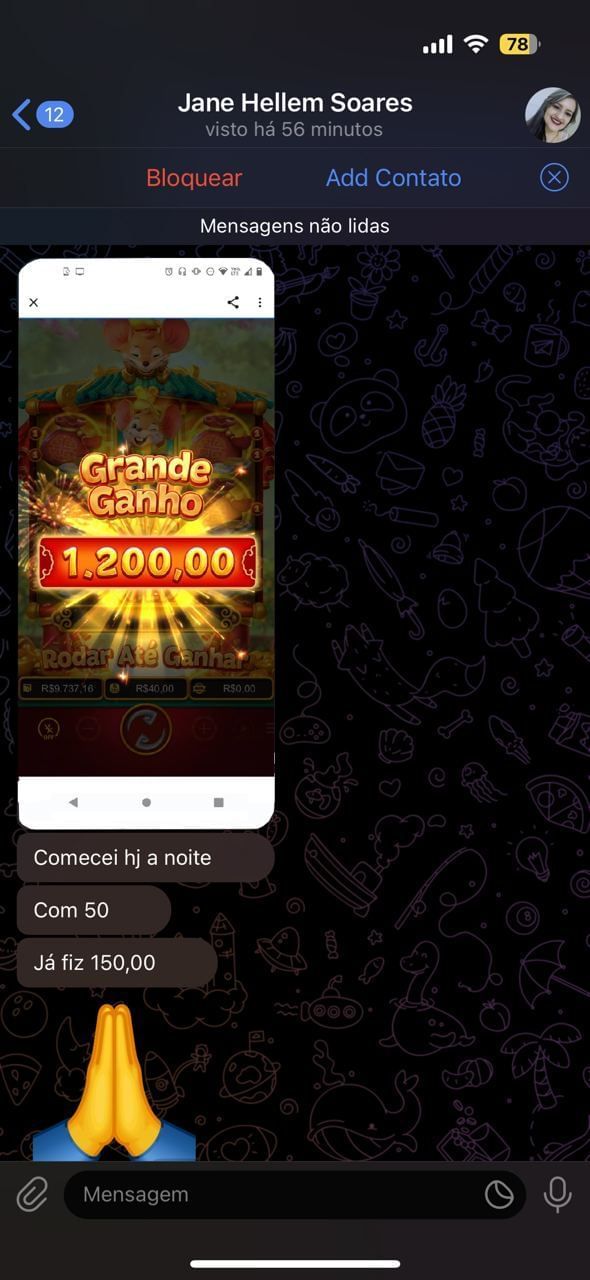 78
12
Jane Hellem Soares
visto há 56 minutos
Bloquear
Add Contato
Mensagens não lidas
Grande
Ganho
1.200,00
Rodar Até Ganhar
R$9.737,16
R$40,00
R$0,00
OFF
Comecei hj a noite
Com 50
Já fiz 150,00
Mensagem